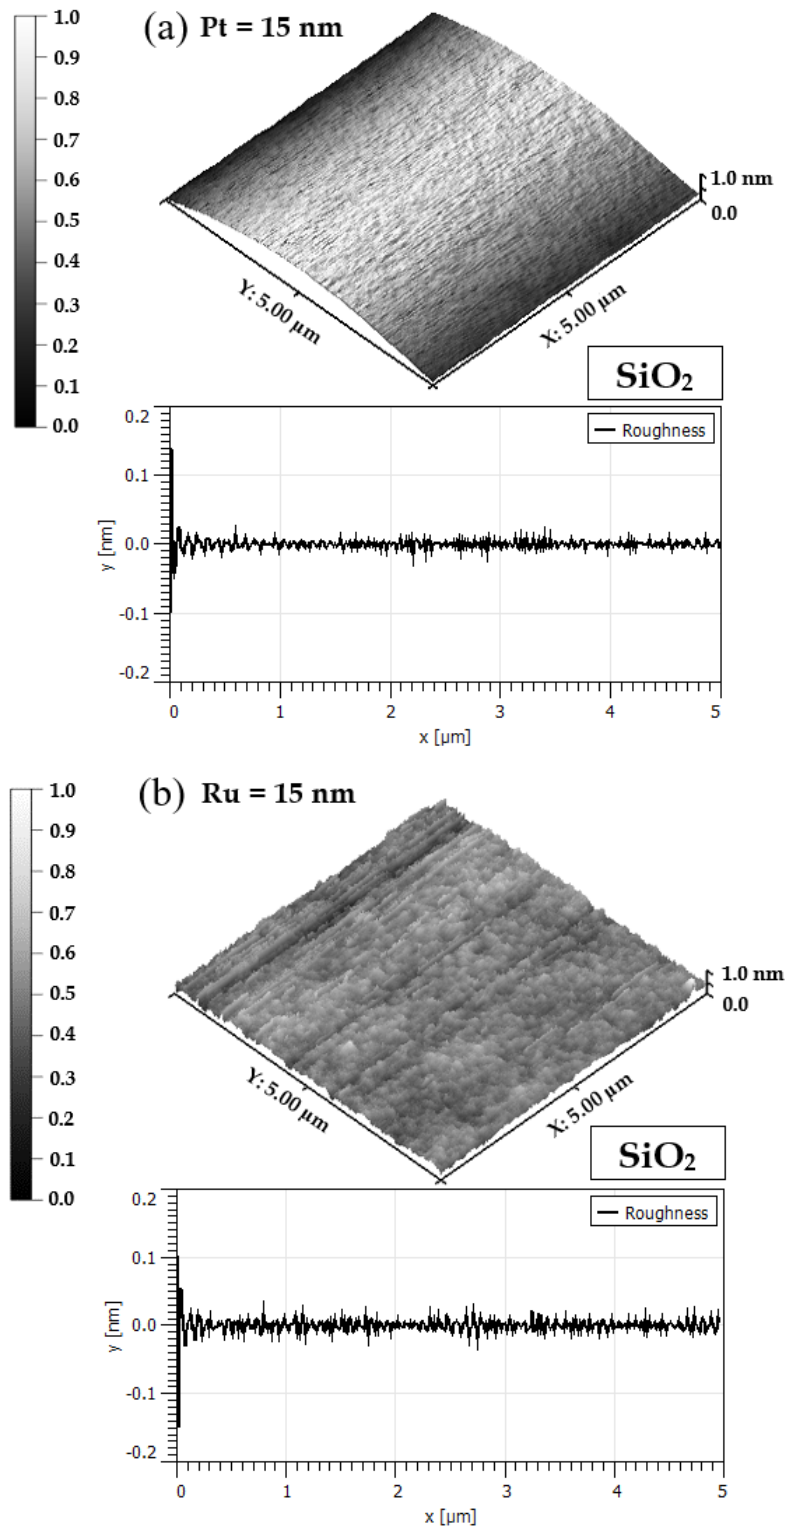 (a) Pt = 15 nm
1.0
0.9
0.8
0.7
0.6
0.5
0.4
0.3
0.2
0.1
0.0
1.0 nm
0.0
Y: 5.00 µm
X: 5.00 µm
SiO₂
Roughness
0.2
0.1
0.0
-0.1
-0.2
y [nm]
0 1 2 3 4 5
x [µm]
(b) Ru = 15 nm
1.0
0.9
0.8
0.7
0.6
0.5
0.4
0.3
0.2
0.1
0.0
1.0 nm
0.0
Y: 5.00 µm
X: 5.00 µm
SiO₂
Roughness
0.2
0.1
0.0
-0.1
-0.2
y [nm]
0 1 2 3 4 5
x [µm]